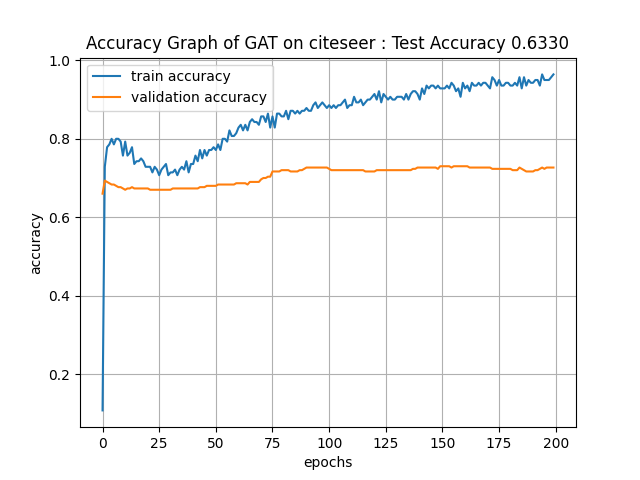 Accuracy Graph of GAT on citeseer : Test Accuracy 0.6330
train accuracy
validation accuracy
1.0
0.8
0.6
0.4
0.2
accuracy
0 25 50 75 100 125 150 175 200
epochs